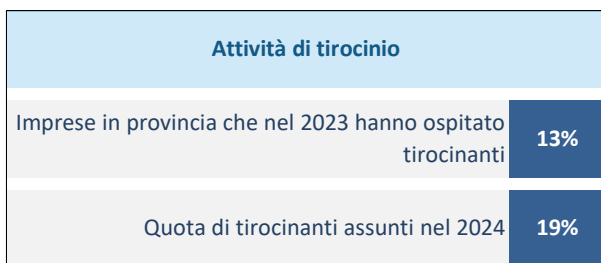 Attività di tirocinio
Imprese in provincia che nel 2023 hanno ospitato
tirocinanti
13%
Quota di tirocinanti assunti nel 2024
19%